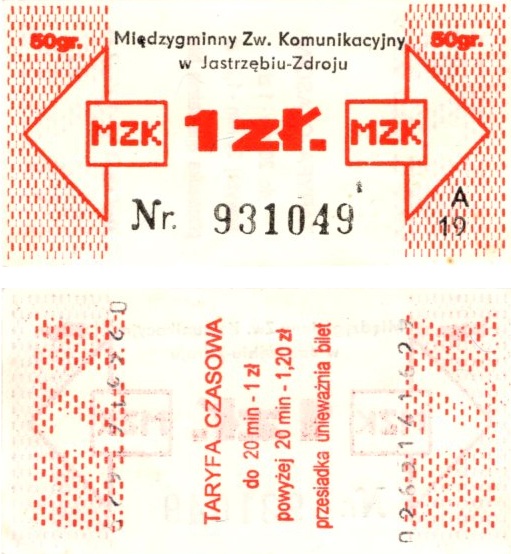 50gr.
Międzygminny Zw. Komunikacyjny
50gr.
w Jastrzębiu-Zdroju
MZK
1 zł.
MZK
Nr. 931049
A
19
TARYFA CZASOWA
do 20 min - 1 zł
powyżej 20 min - 1,20 zł
przesiadka unieważnia bilet